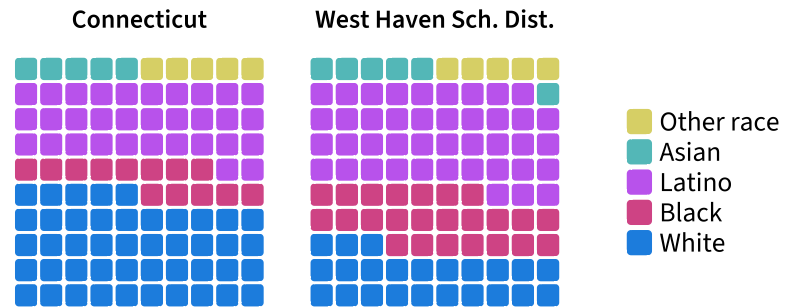 Connecticut
West Haven Sch. Dist.
Other race
Asian
Latino
Black
White